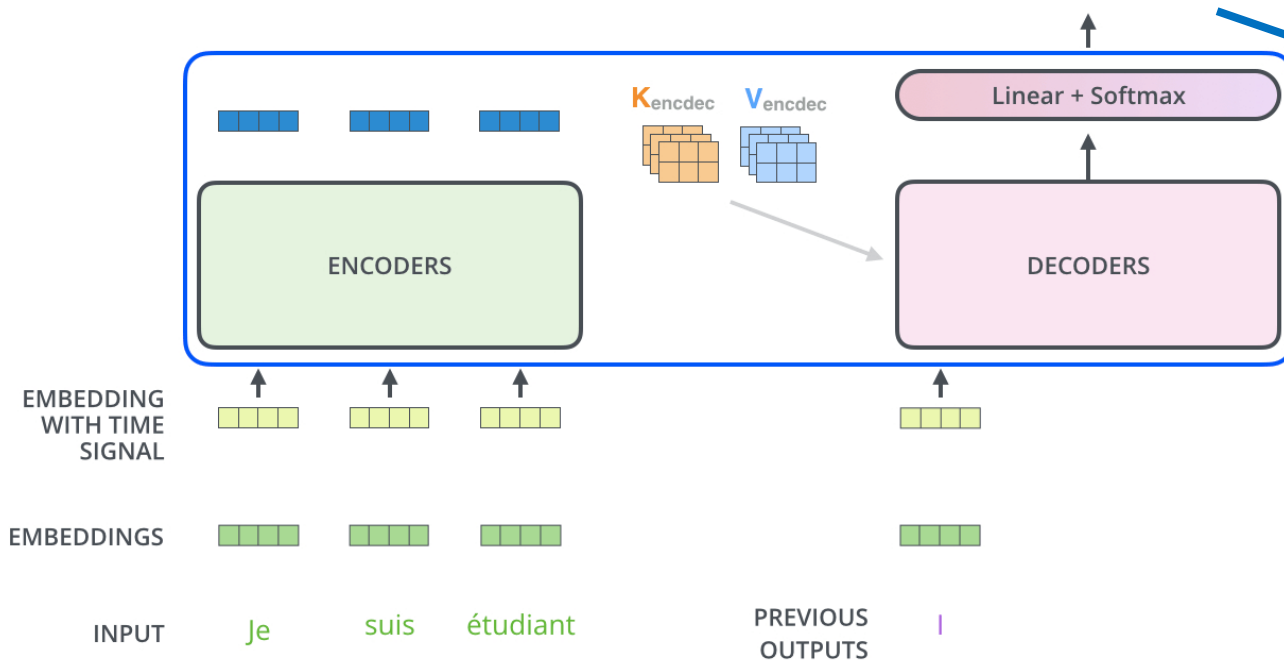 Kencdec
Vencdec
Linear + Softmax
ENCODERS
DECODERS
EMBEDDING
WITH TIME
SIGNAL
EMBEDDINGS
INPUT
Je
suis
étudiant
PREVIOUS
OUTPUTS
I